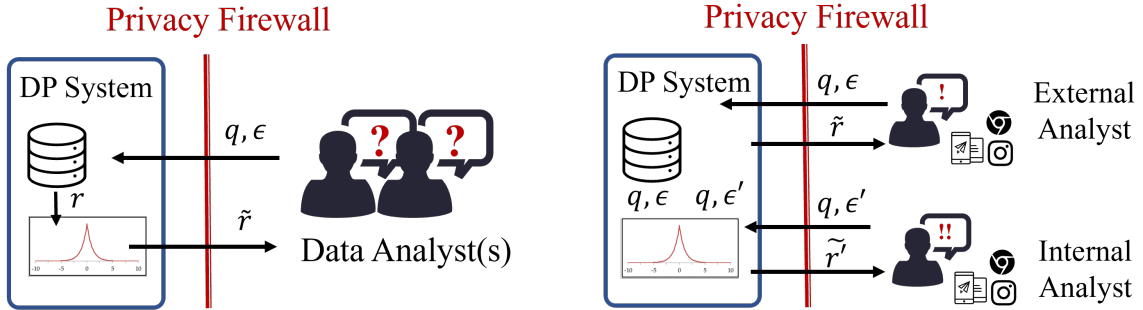 Privacy Firewall
DP System
q, ϵ
? ?
r
r̃
-10 -5 0 5 10
Data Analyst(s)
Privacy Firewall
DP System
q, ϵ
!
External
Analyst
r̃
q, ϵ q, ϵ′
q, ϵ′
!!
-10 -5 0 5 10
r̃′
Internal
Analyst